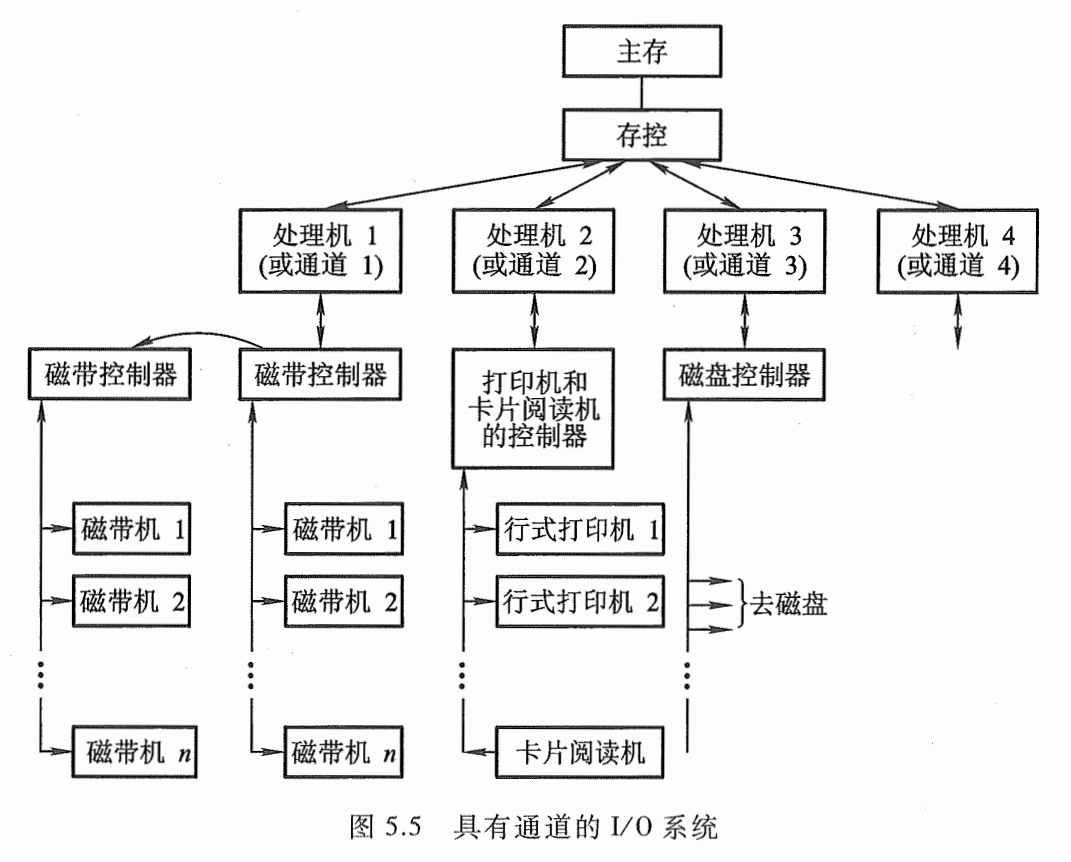 主存
存控
处理机 1
(或通道 1)
处理机 2
(或通道 2)
处理机 3
(或通道 3)
处理机 4
(或通道 4)
磁带控制器
磁带控制器
打印机和
卡片阅读机
的控制器
磁盘控制器
磁带机 1
磁带机 1
行式打印机 1
磁带机 2
磁带机 2
行式打印机 2
去磁盘
磁带机 n
磁带机 n
卡片阅读机
图 5.5 具有通道的 I/O 系统